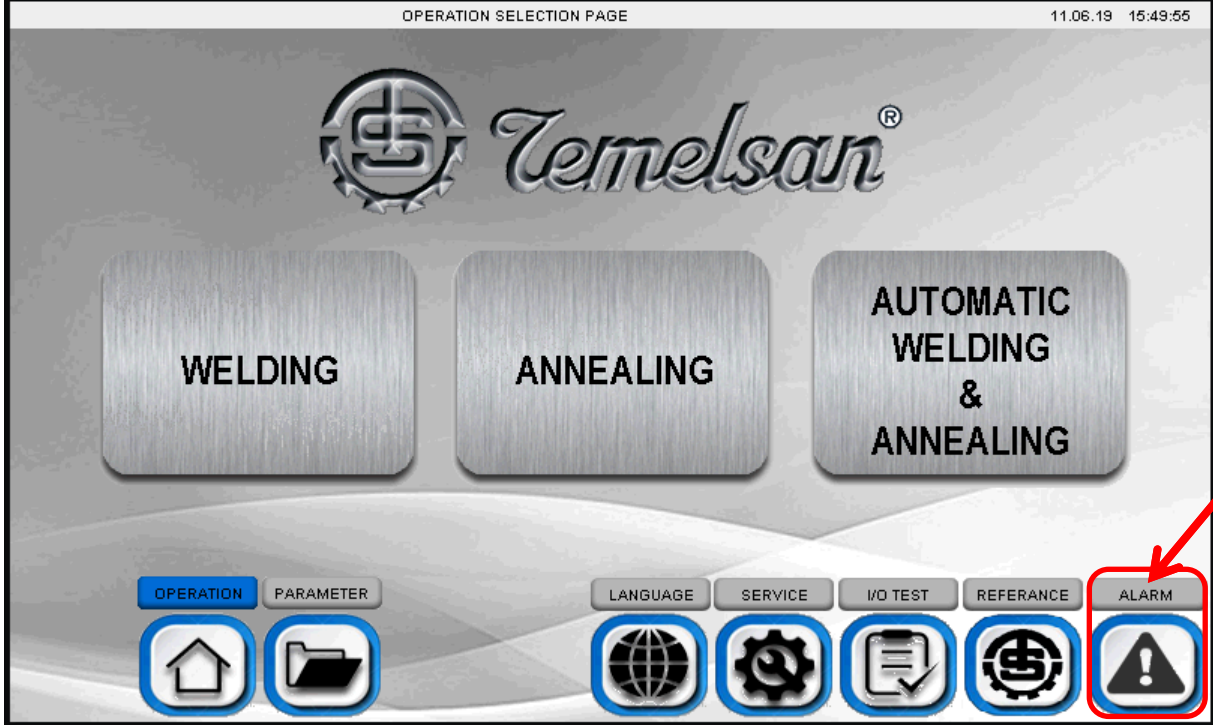 OPERATION SELECTION PAGE 11.06.19 15:49:55
Temelsan®
WELDING
ANNEALING
AUTOMATIC
WELDING
&
ANNEALING
OPERATION PARAMETER LANGUAGE SERVICE I/O TEST REFERANCE ALARM